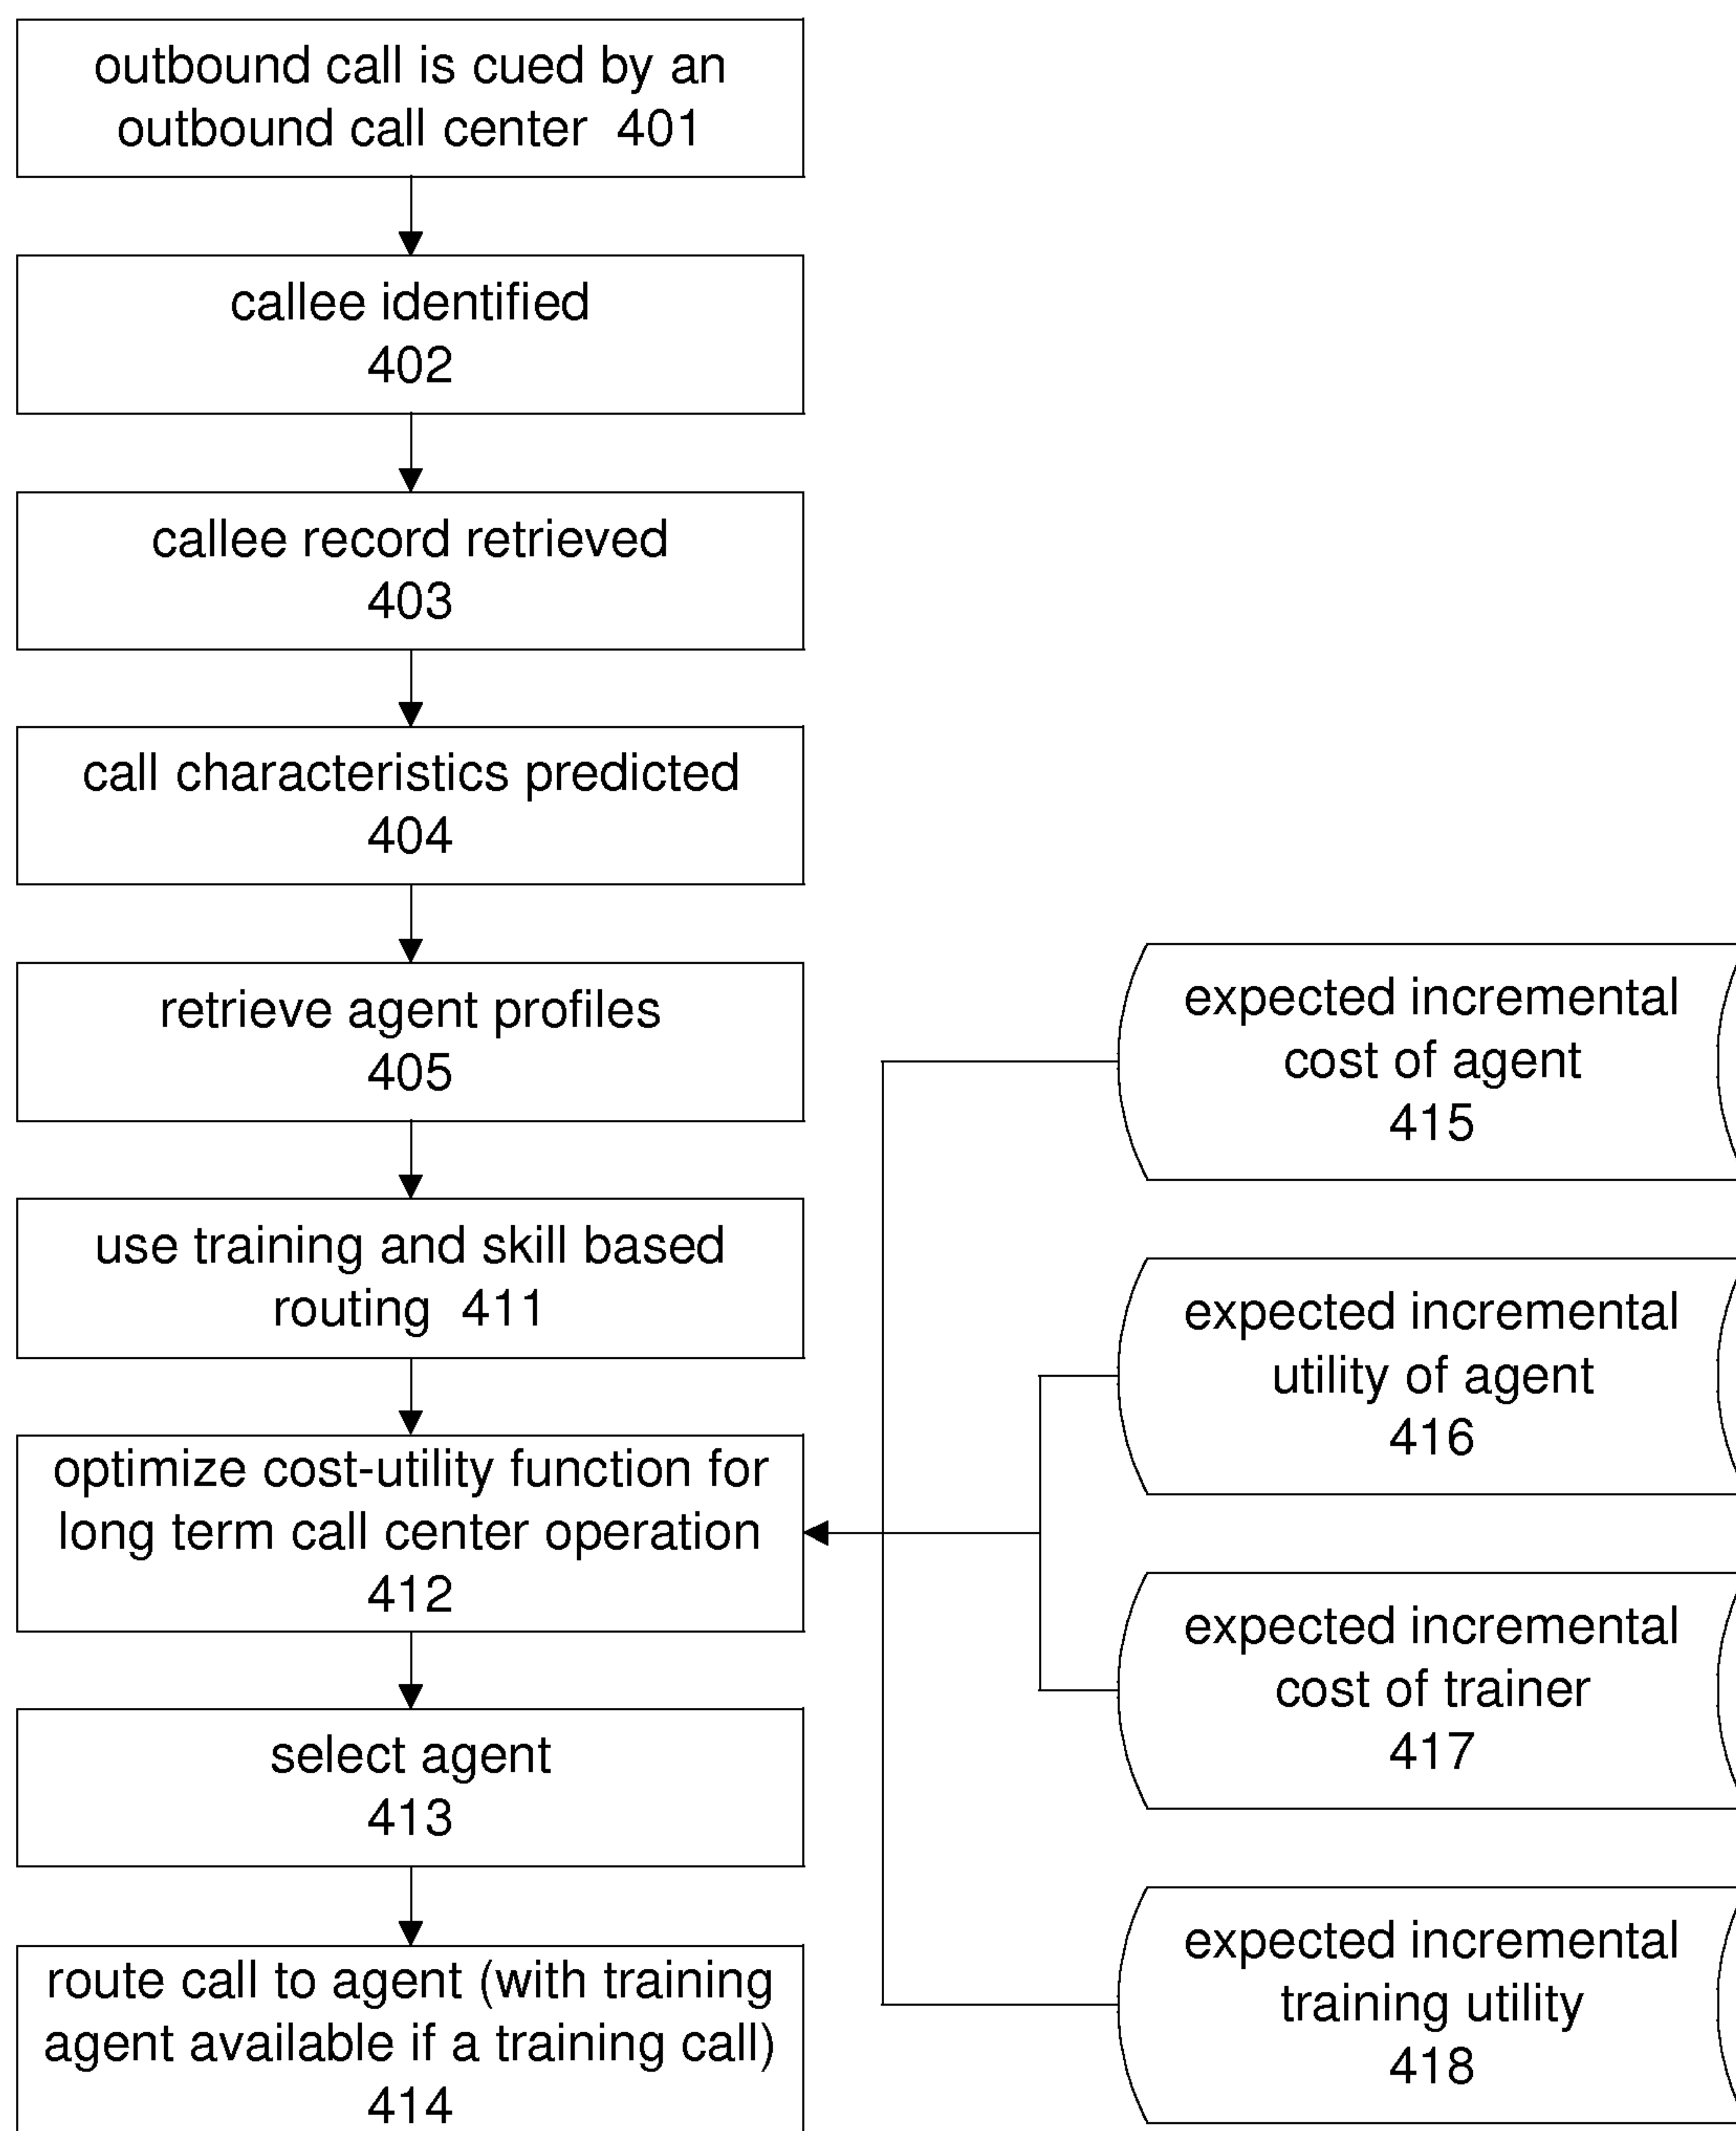 outbound call is cued by an
outbound call center 401
callee identified
402
callee record retrieved
403
call characteristics predicted
404
retrieve agent profiles
405
use training and skill based
routing 411
optimize cost-utility function for
long term call center operation
412
select agent
413
route call to agent (with training
agent available if a training call)
414
expected incremental
cost of agent
415
expected incremental
utility of agent
416
expected incremental
cost of trainer
417
expected incremental
training utility
418